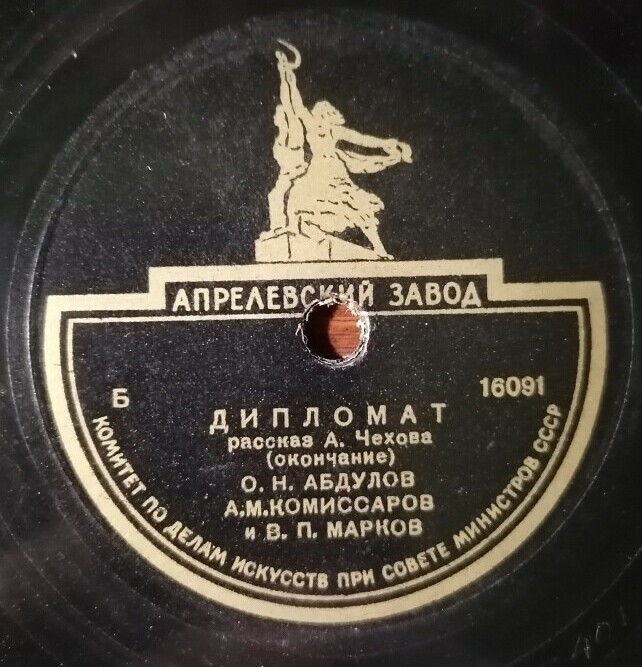 АПРЕЛЕВСКИЙ ЗАВОД
Б 16091
ДИПЛОМАТ
рассказ А. Чехова
(окончание)
О. Н. АБДУЛОВ
А.М.КОМИССАРОВ
и В. П. МАРКОВ
КОМИТЕТ ПО ДЕЛАМ ИСКУССТВ ПРИ СОВЕТЕ МИНИСТРОВ СССР